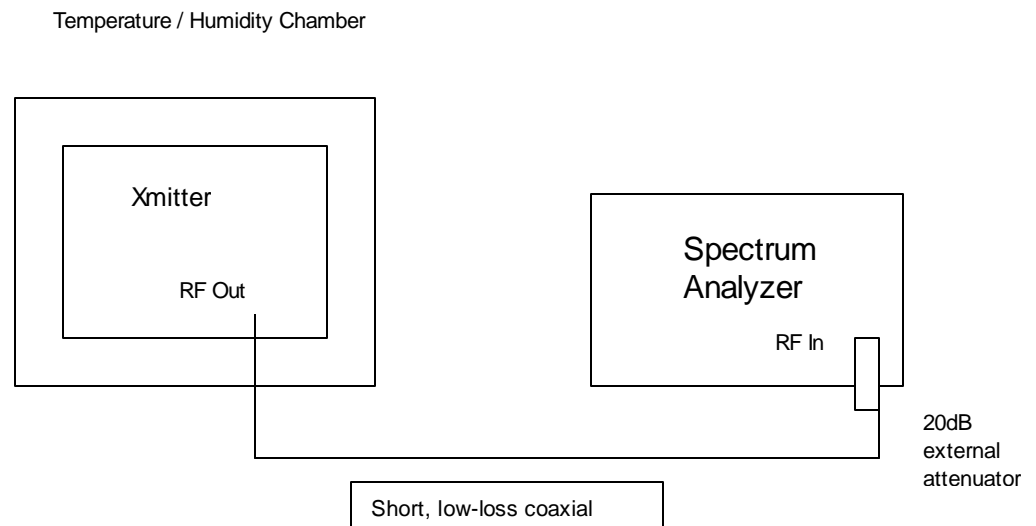 Temperature / Humidity Chamber
Xmitter
RF Out
Spectrum
Analyzer
RF In
20dB
external
attenuator
Short, low-loss coaxial